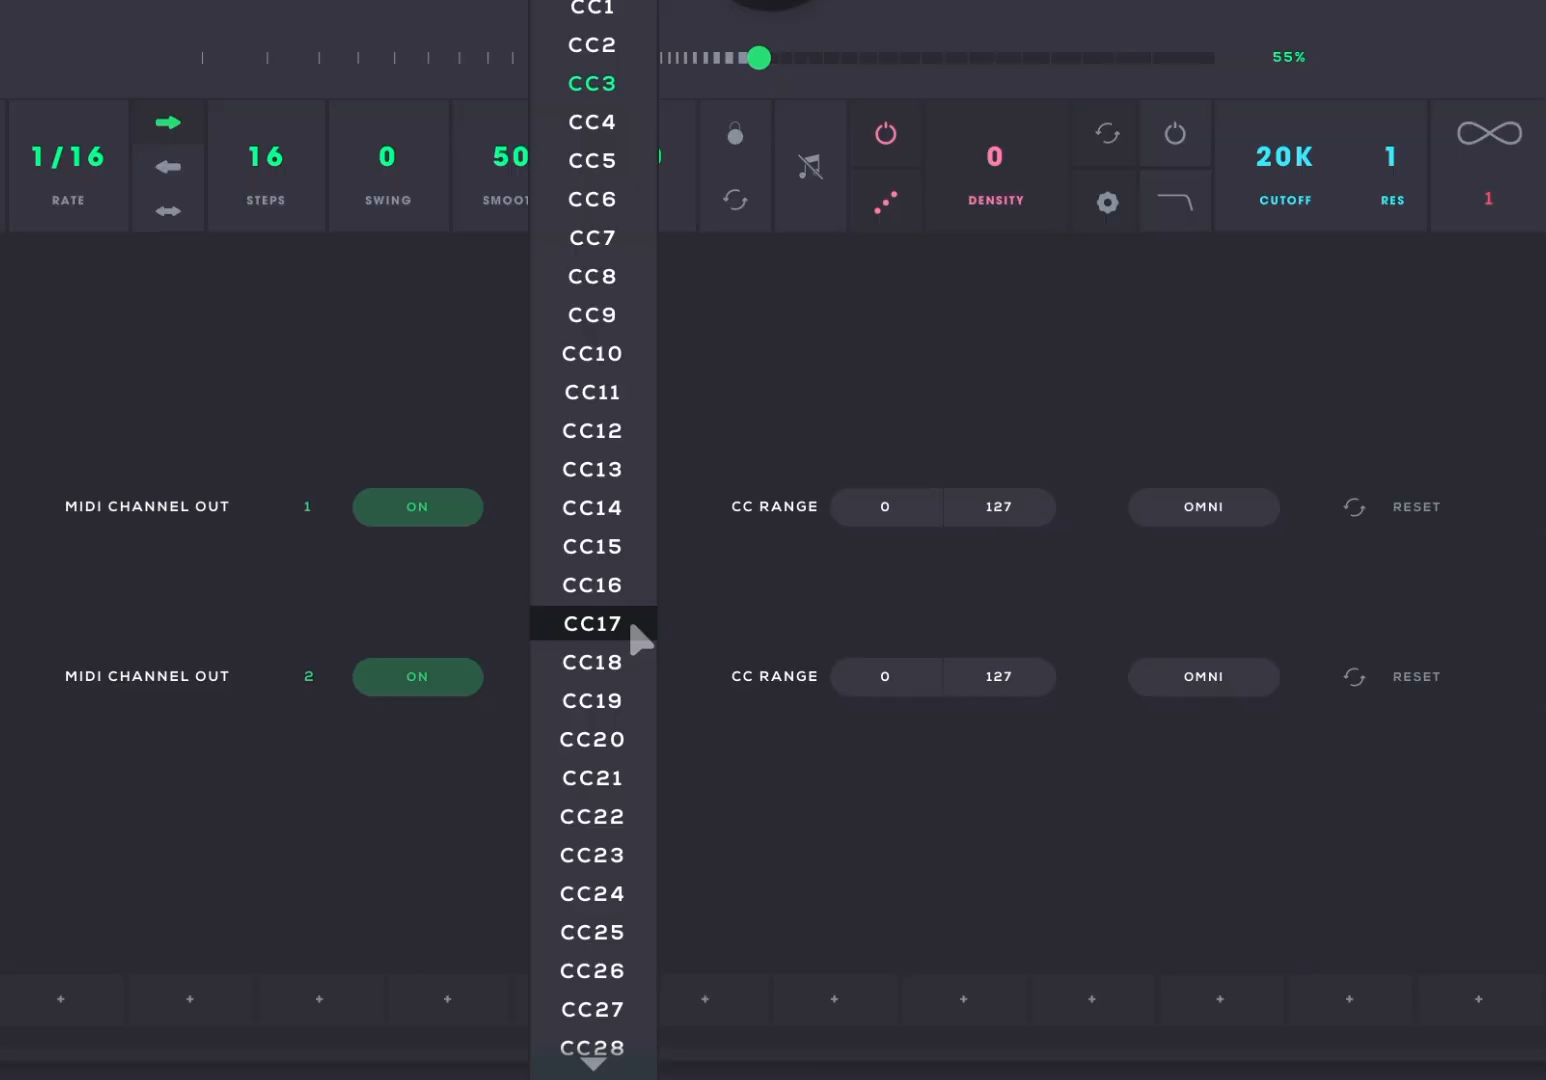 CC1
CC2
CC3
CC4
CC5
CC6
CC7
CC8
CC9
CC10
CC11
CC12
CC13
CC14
CC15
CC16
CC17
CC18
CC19
CC20
CC21
CC22
CC23
CC24
CC25
CC26
CC27
CC28
55%
1/16
RATE
16
STEPS
0
SWING
50
SMOO
0
DENSITY
20K
CUTOFF
1
RES
1
MIDI CHANNEL OUT 1 ON
CC RANGE 0 127 OMNI RESET
MIDI CHANNEL OUT 2 ON
CC RANGE 0 127 OMNI RESET
+ + + + + + + + + + +